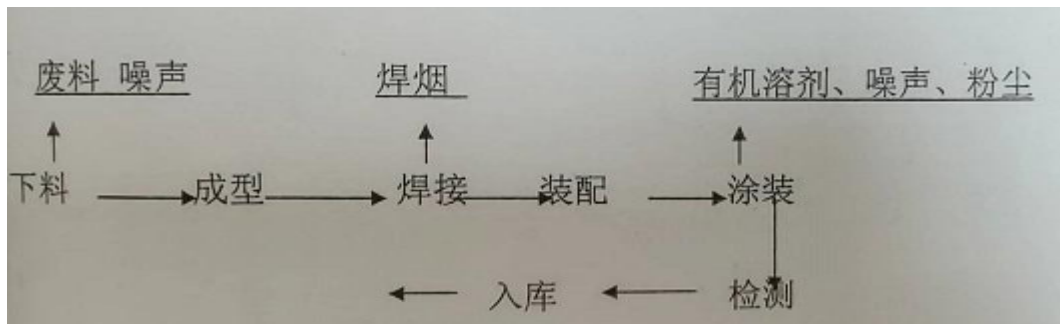 废料 噪声 焊烟 有机溶剂、噪声、粉尘
下料 成型 焊接 装配 涂装
入库 检测